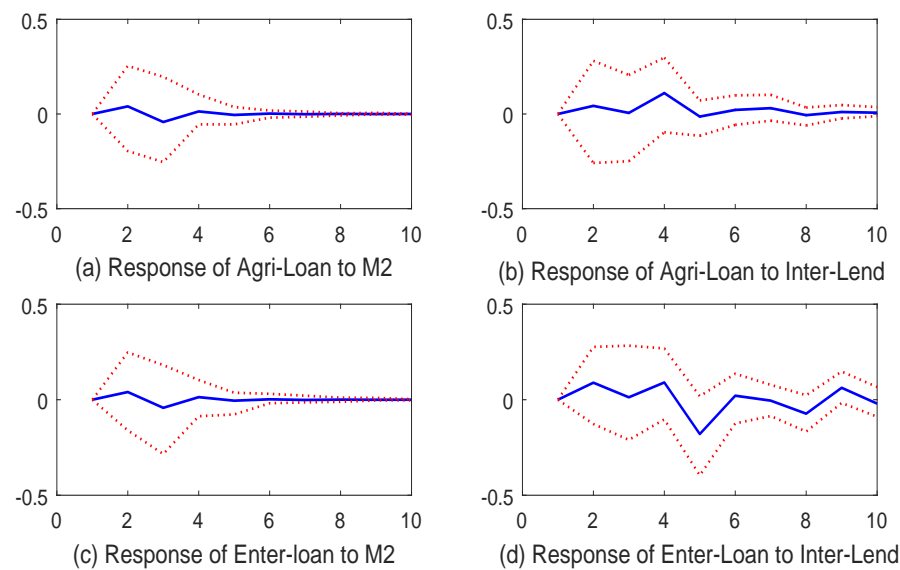 0.5
0
-0.5
0 2 4 6 8 10
(a) Response of Agri-Loan to M2
0.5
0
-0.5
0 2 4 6 8 10
(b) Response of Agri-Loan to Inter-Lend
0.5
0
-0.5
0 2 4 6 8 10
(c) Response of Enter-loan to M2
0.5
0
-0.5
0 2 4 6 8 10
(d) Response of Enter-Loan to Inter-Lend